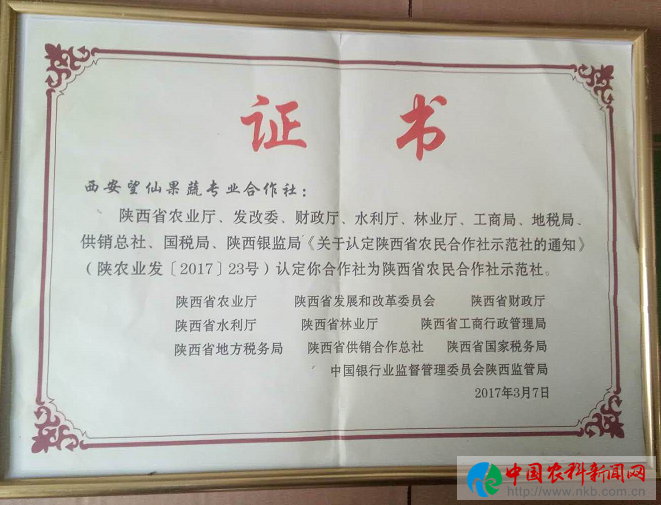 证书
西安望仙果蔬专业合作社：
陕西省农业厅、发改委、财政厅、水利厅、林业厅、工商局、地税局、
供销总社、国税局、陕西银监局《关于认定陕西省农民合作社示范社的通知》
（陕农业发〔2017〕23号）认定你合作社为陕西省农民合作社示范社。
陕西省农业厅 陕西省发展和改革委员会 陕西省财政厅
陕西省水利厅 陕西省林业厅 陕西省工商行政管理局
陕西省地方税务局 陕西省供销合作总社 陕西省国家税务局
中国银行业监督管理委员会陕西监管局
2017年3月7日
中国农科新闻网
http://www.nkb.com.cn